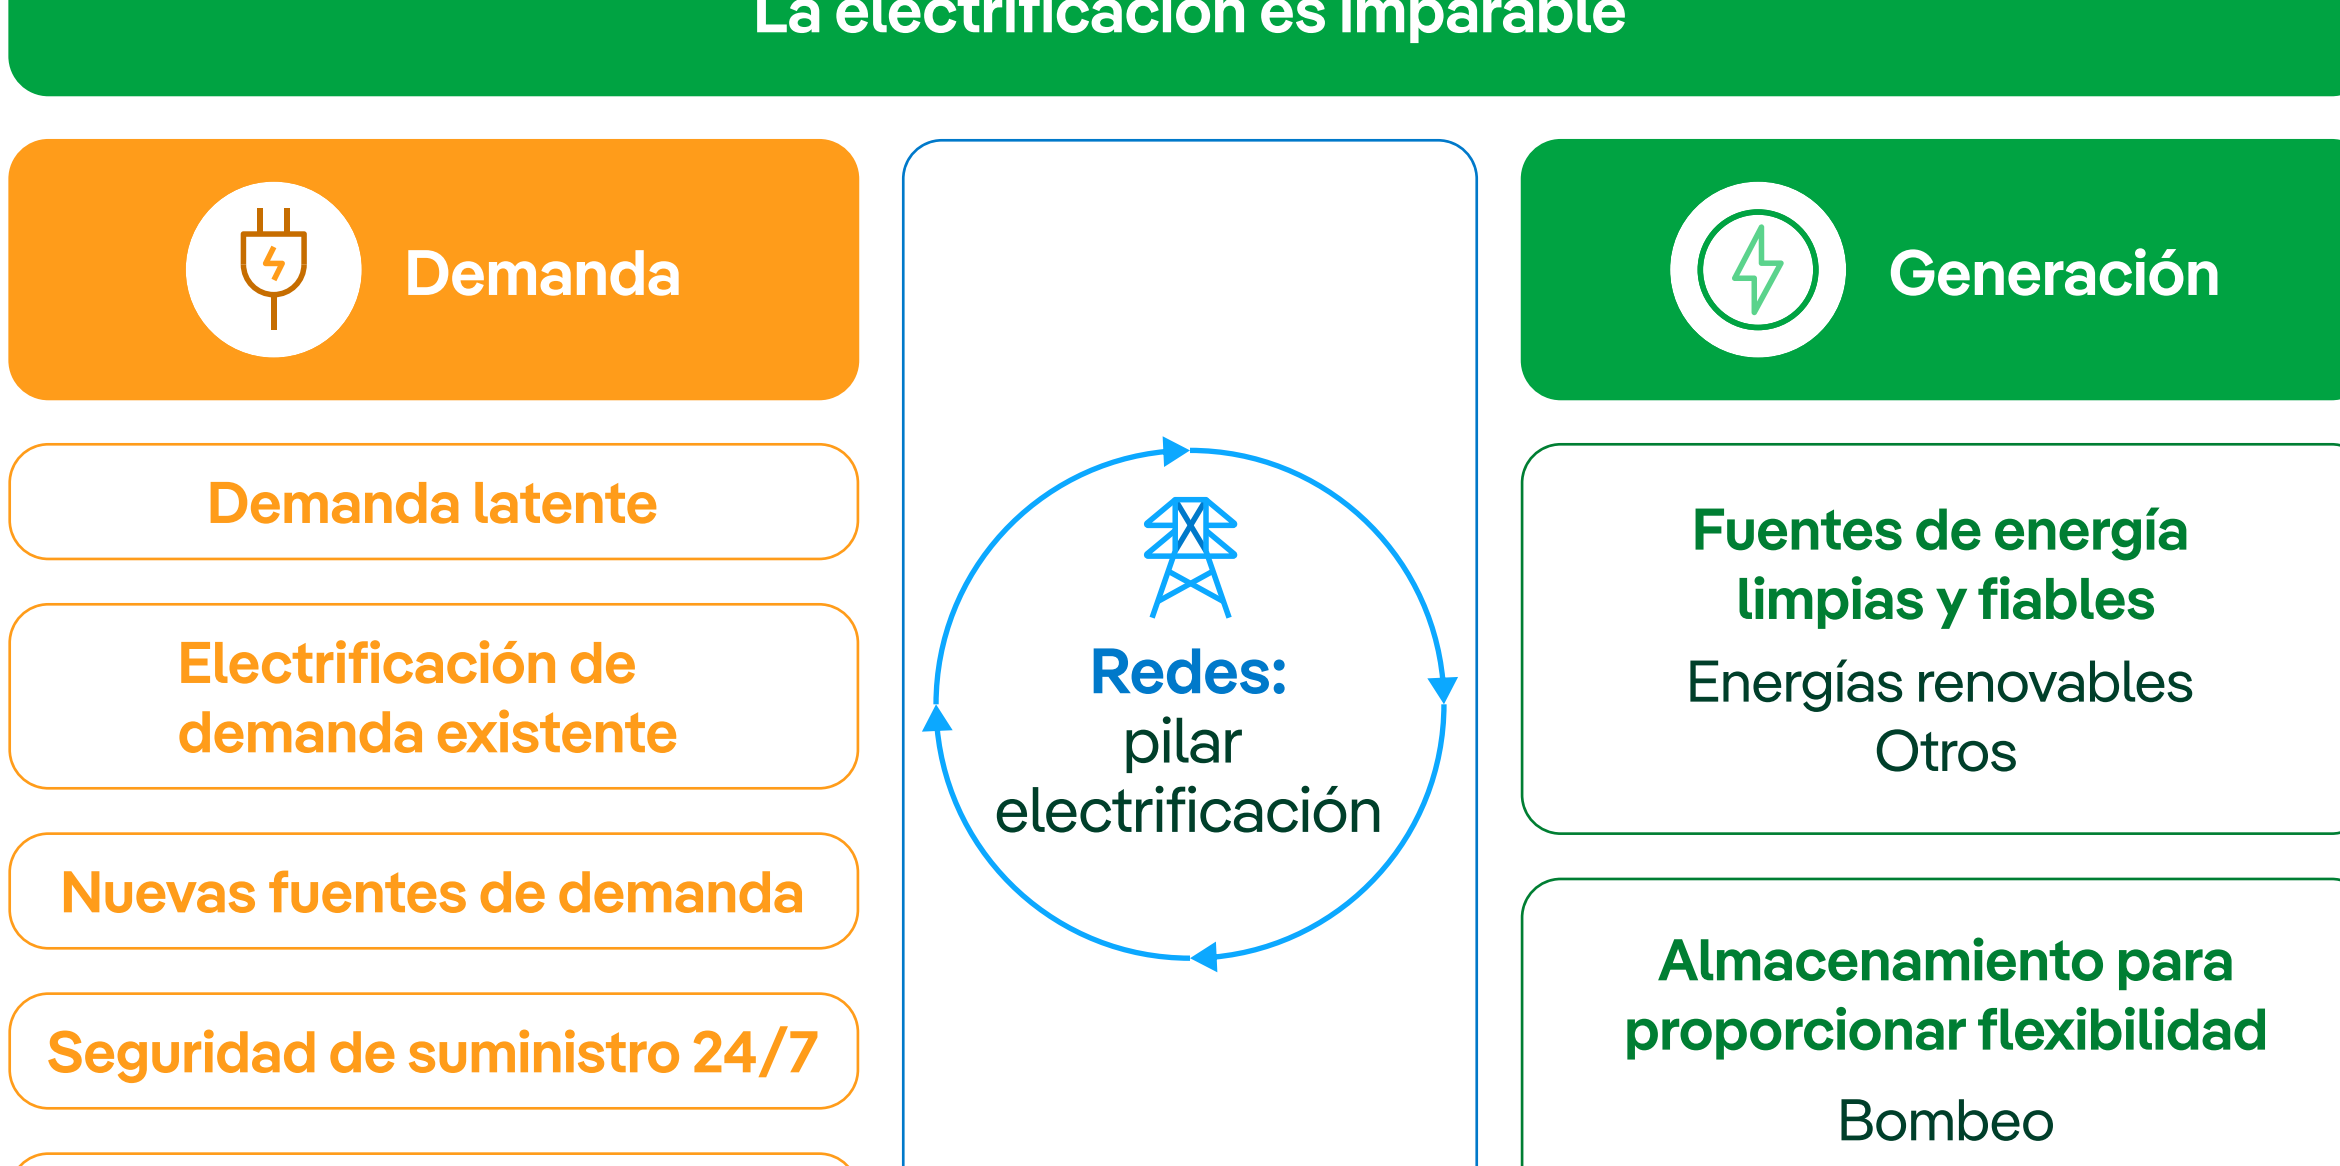 La electrificación es imparable
Demanda
Demanda latente
Electrificación de
demanda existente
Nuevas fuentes de demanda
Seguridad de suministro 24/7
Redes:
pilar
electrificación
Generación
Fuentes de energía
limpias y fiables
Energías renovables
Otros
Almacenamiento para
proporcionar flexibilidad
Bombeo